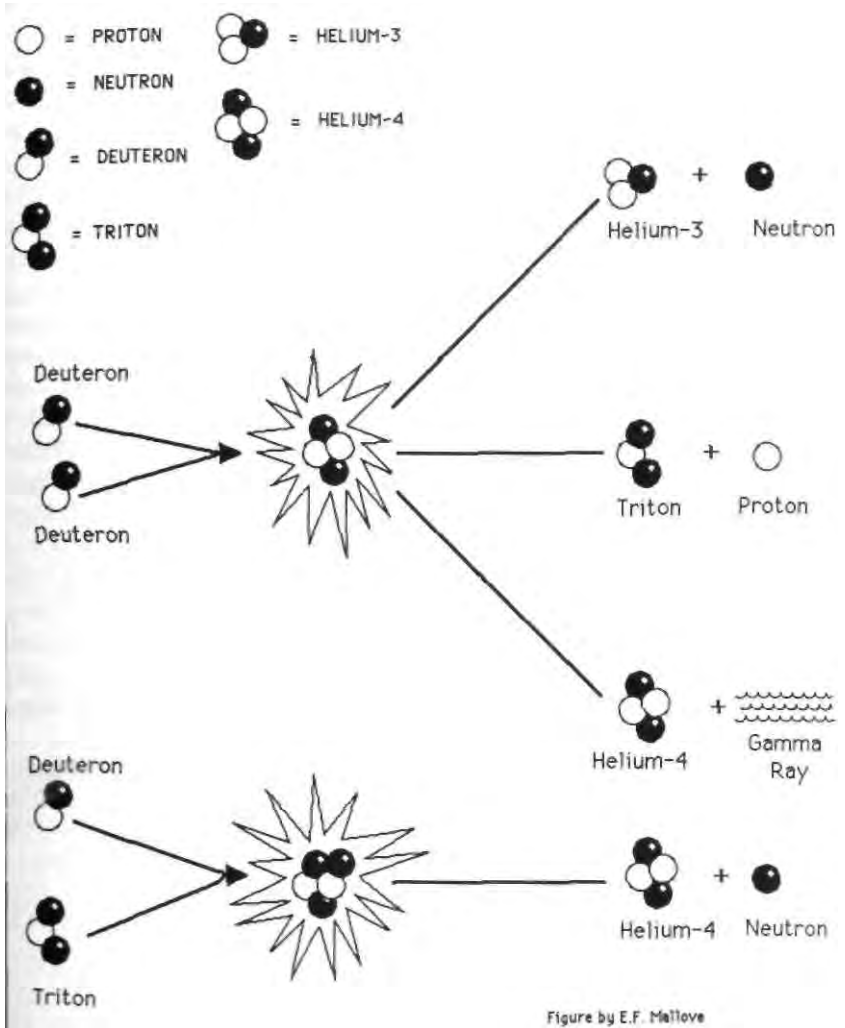 = PROTON
= NEUTRON
= DEUTERON
= TRITON
= HELIUM-3
= HELIUM-4
+
Helium-3 Neutron
Deuteron
Deuteron
+
Triton Proton
+
Helium-4 Gamma
Ray
Deuteron
Triton
+
Helium-4 Neutron
Figure by E.F. Mallove